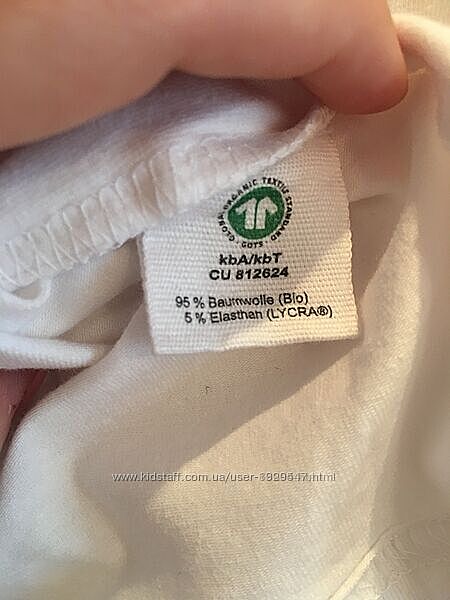 GLOBAL ORGANIC TEXTILE STANDARD
· GOTS ·
kbA/kbT
CU 812624
95 % Baumwolle (Bio)
5 % Elasthan (LYCRA®)
www.kidstaff.com.ua/user-1929547.html